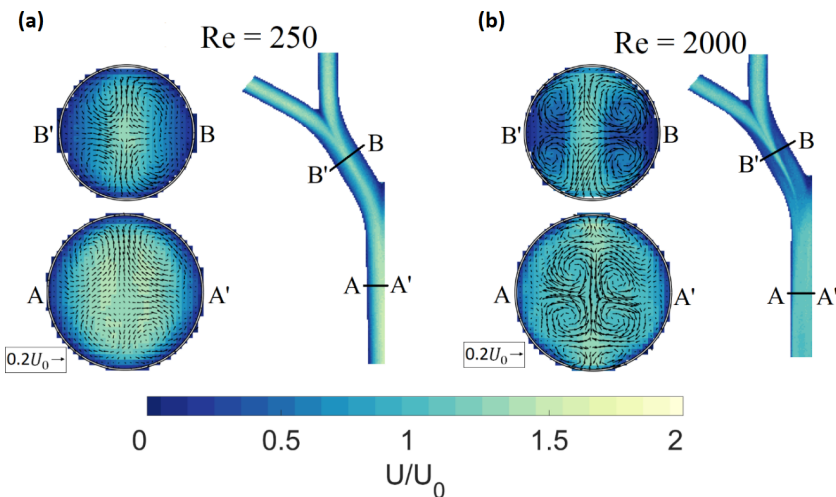 (a)
Re = 250
B'
B
B
B'
A
A'
A
A'
0.2U₀→
(b)
Re = 2000
B'
B
B
B'
A
A'
A
A'
0.2U₀→
0
0.5
1
1.5
2
U/U₀